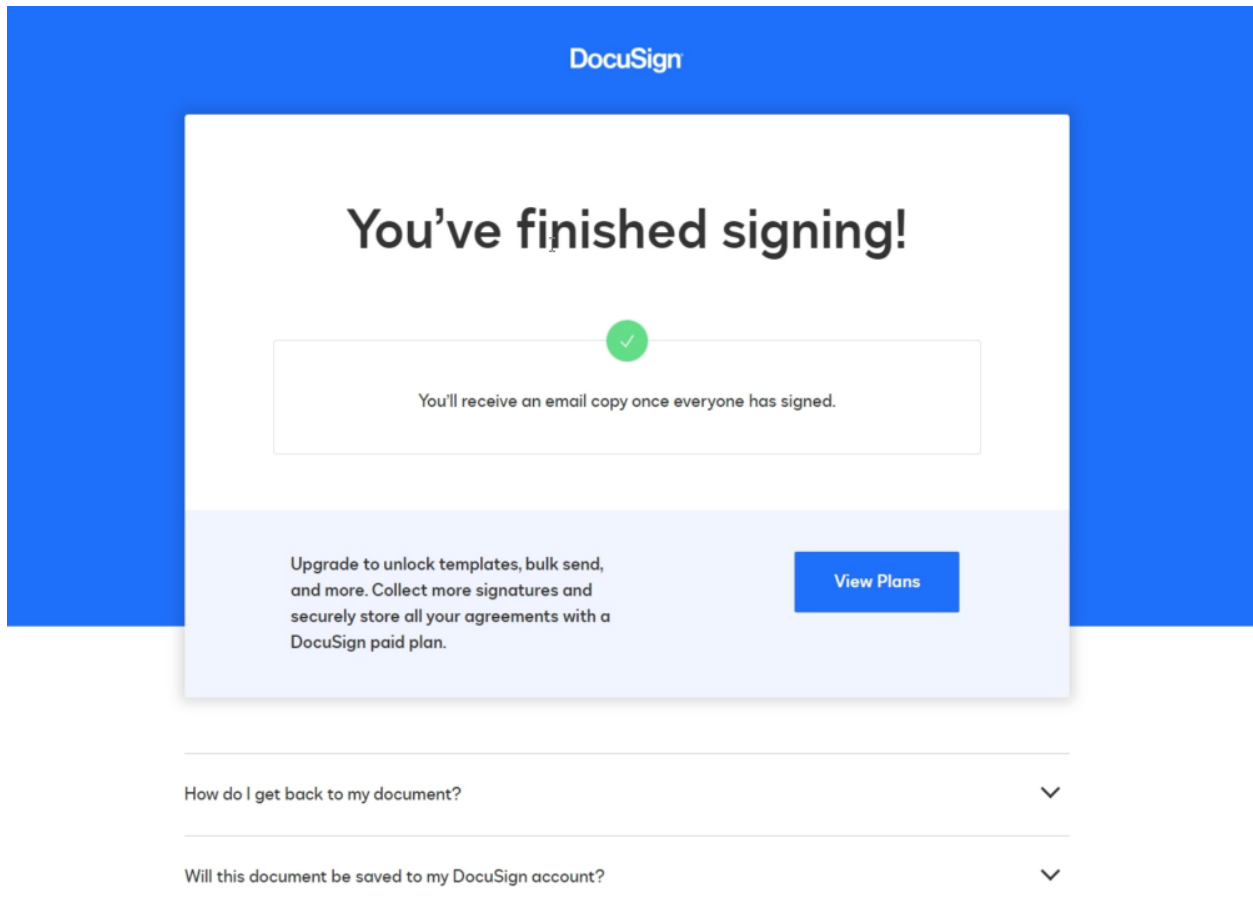 DocuSign
You've finished signing!
You'll receive an email copy once everyone has signed.
Upgrade to unlock templates, bulk send,
and more. Collect more signatures and
securely store all your agreements with a
DocuSign paid plan.
View Plans
How do I get back to my document?
Will this document be saved to my DocuSign account?